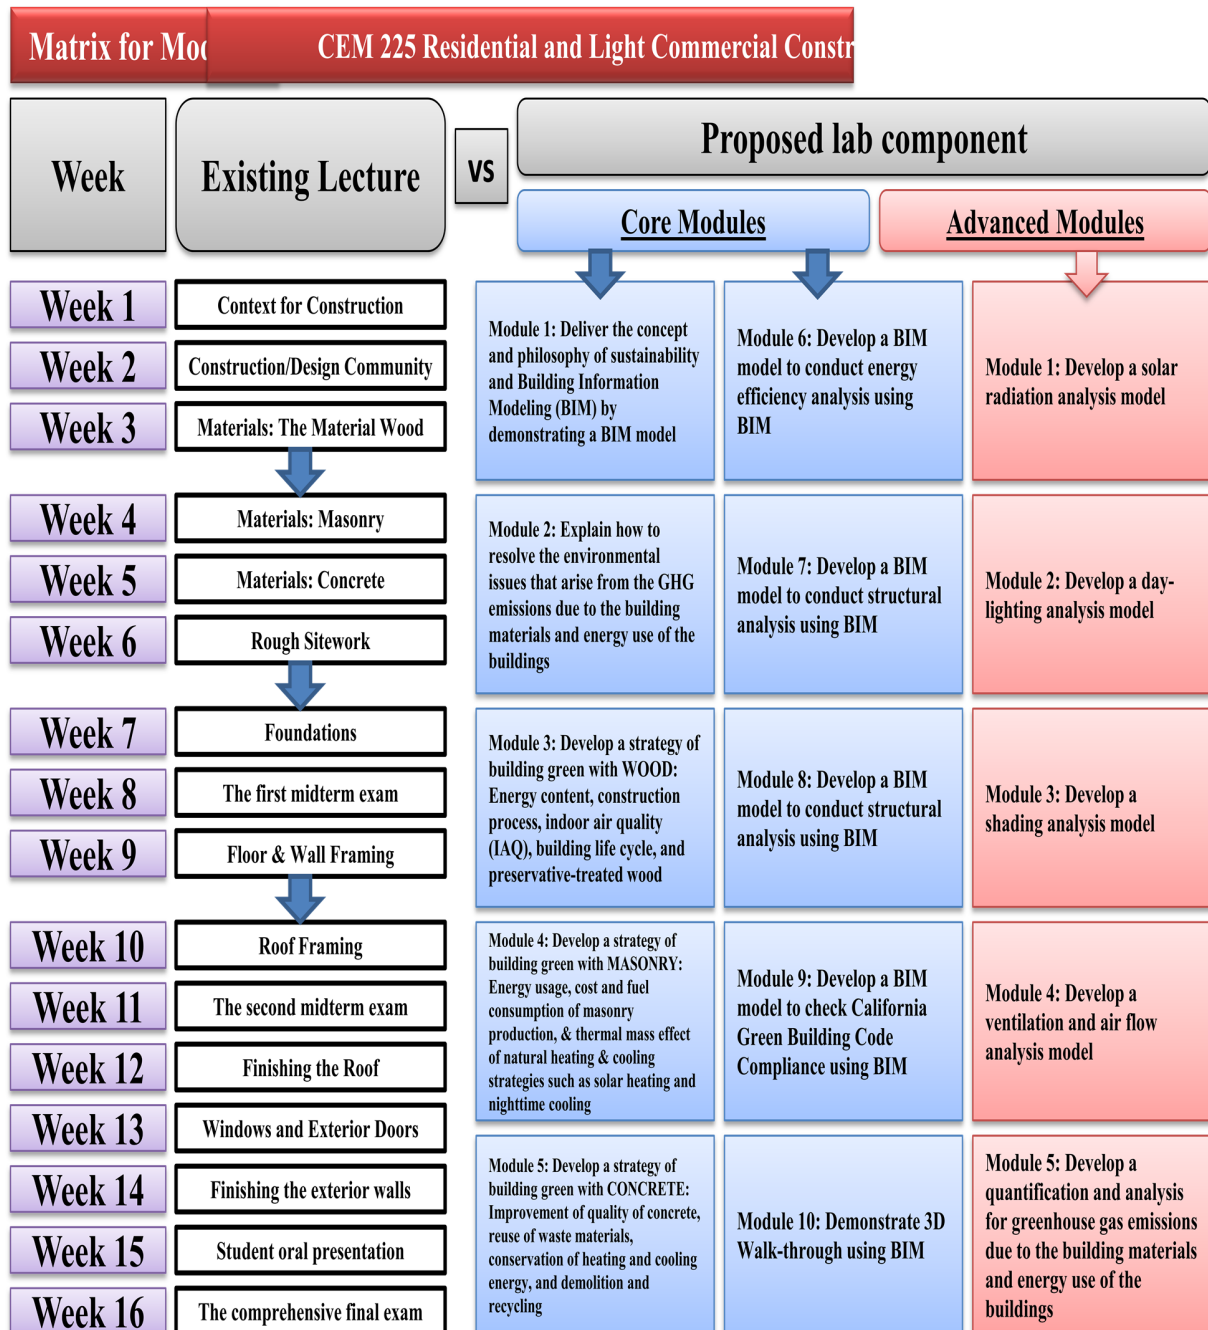 Matrix for Mod
CEM 225 Residential and Light Commercial Constr
Week
Existing Lecture
VS
Proposed lab component
Core Modules
Advanced Modules
Week 1
Context for Construction
Week 2
Construction/Design Community
Week 3
Materials: The Material Wood
Week 4
Materials: Masonry
Week 5
Materials: Concrete
Week 6
Rough Sitework
Week 7
Foundations
Week 8
The first midterm exam
Week 9
Floor & Wall Framing
Week 10
Roof Framing
Week 11
The second midterm exam
Week 12
Finishing the Roof
Week 13
Windows and Exterior Doors
Week 14
Finishing the exterior walls
Week 15
Student oral presentation
Week 16
The comprehensive final exam
Module 1: Deliver the concept
and philosophy of sustainability
and Building Information
Modeling (BIM) by
demonstrating a BIM model
Module 2: Explain how to
resolve the environmental
issues that arise from the GHG
emissions due to the building
materials and energy use of the
buildings
Module 3: Develop a strategy of
building green with WOOD:
Energy content, construction
process, indoor air quality
(IAQ), building life cycle, and
preservative-treated wood
Module 4: Develop a strategy of
building green with MASONRY:
Energy usage, cost and fuel
consumption of masonry
production, & thermal mass effect
of natural heating & cooling
strategies such as solar heating and
nighttime cooling
Module 5: Develop a strategy of
building green with CONCRETE:
Improvement of quality of concrete,
reuse of waste materials,
conservation of heating and cooling
energy, and demolition and
recycling
Module 6: Develop a BIM
model to conduct energy
efficiency analysis using
BIM
Module 7: Develop a BIM
model to conduct structural
analysis using BIM
Module 8: Develop a BIM
model to conduct structural
analysis using BIM
Module 9: Develop a BIM
model to check California
Green Building Code
Compliance using BIM
Module 10: Demonstrate 3D
Walk-through using BIM
Module 1: Develop a solar
radiation analysis model
Module 2: Develop a day-
lighting analysis model
Module 3: Develop a
shading analysis model
Module 4: Develop a
ventilation and air flow
analysis model
Module 5: Develop a
quantification and analysis
for greenhouse gas emissions
due to the building materials
and energy use of the
buildings